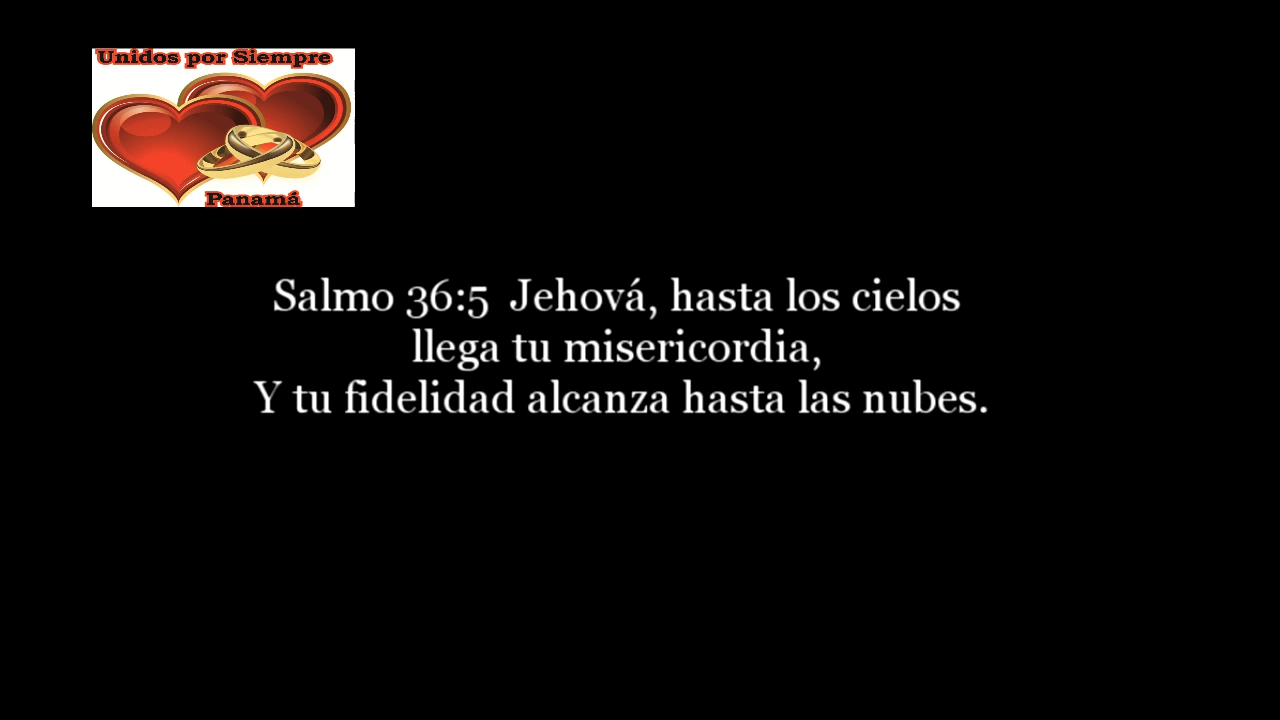 Unidos por Siempre
Panamá
Salmo 36:5  Jehová, hasta los cielos
llega tu misericordia,
Y tu fidelidad alcanza hasta las nubes.